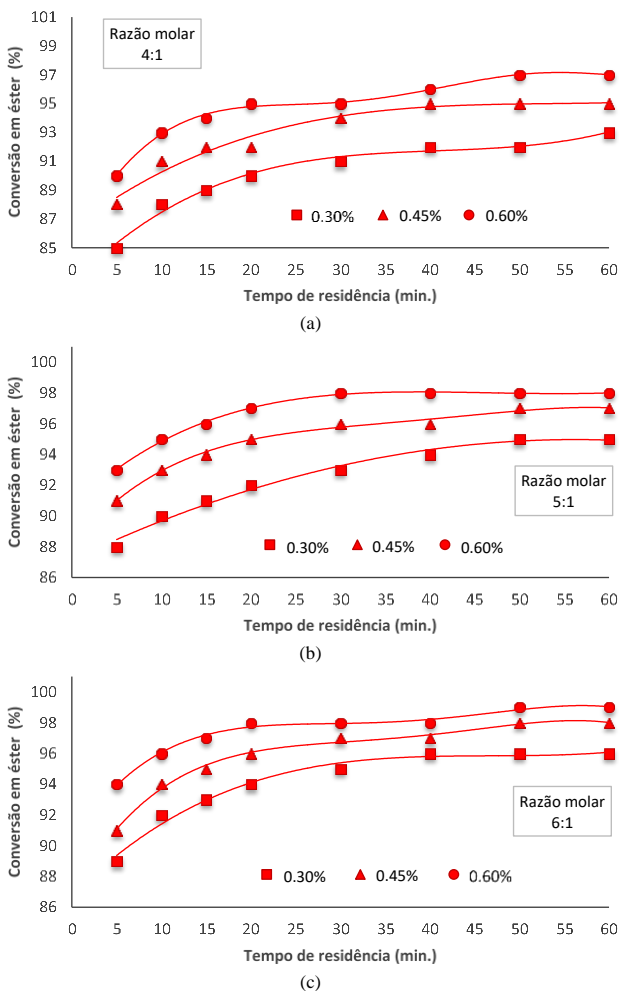 101
99
97
95
93
91
89
87
85
Conversão em éster (%)
Razão molar
4:1
0.30% 0.45% 0.60%
0 5 10 15 20 25 30 35 40 45 50 55 60
Tempo de residência (min.)
(a)
100
98
96
94
92
90
88
86
Conversão em éster (%)
Razão molar
5:1
0.30% 0.45% 0.60%
0 5 10 15 20 25 30 35 40 45 50 55 60
Tempo de residência (min.)
(b)
100
98
96
94
92
90
88
86
Conversão em éster (%)
Razão molar
6:1
0.30% 0.45% 0.60%
0 5 10 15 20 25 30 35 40 45 50 55 60
Tempo de residência (min.)
(c)